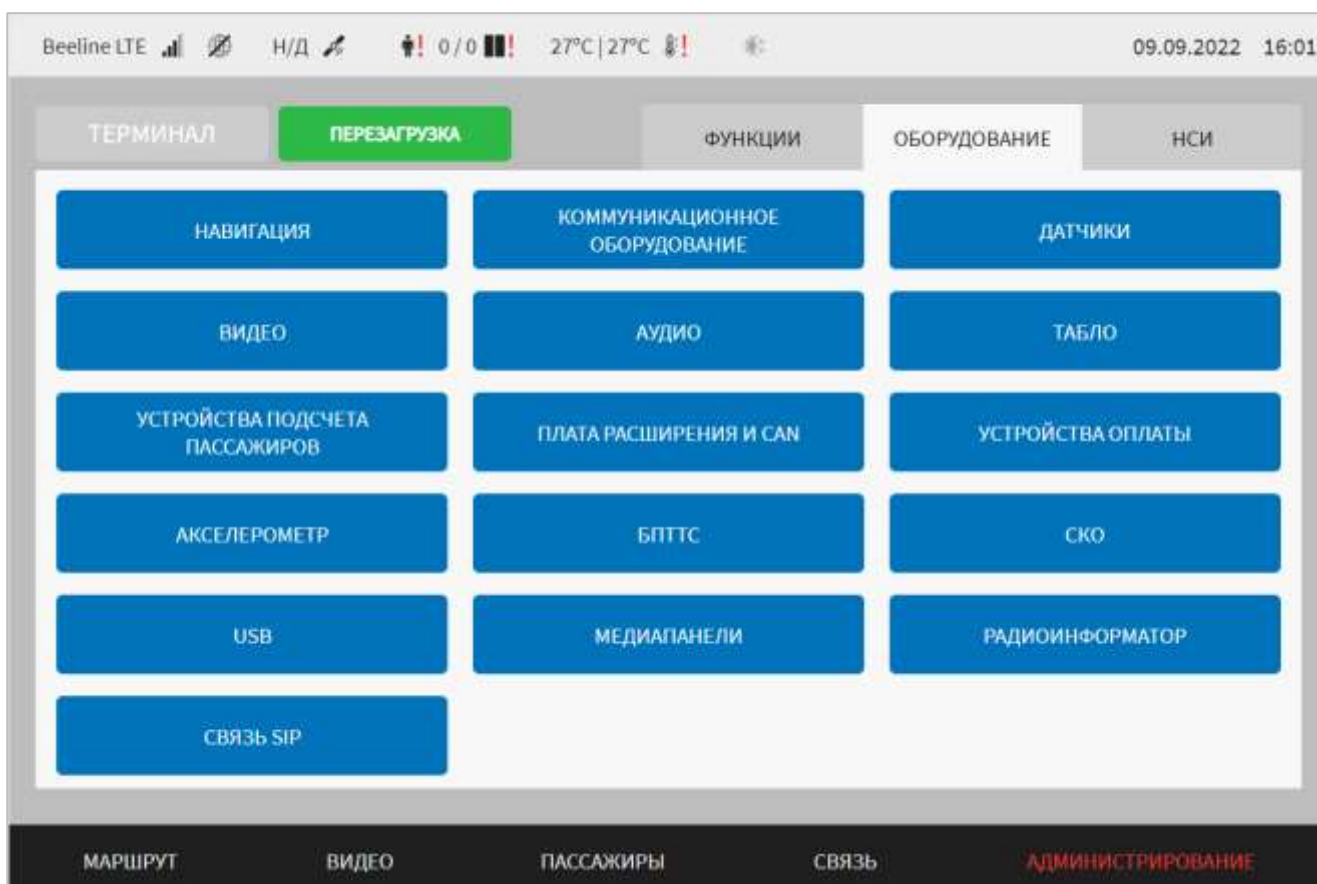 Beeline LTE Н/Д ! 0/0 ! 27°C|27°C ! 09.09.2022 16:01
ТЕРМИНАЛ ПЕРЕЗАГРУЗКА ФУНКЦИИ ОБОРУДОВАНИЕ НСИ
НАВИГАЦИЯ
КОММУНИКАЦИОННОЕ
ОБОРУДОВАНИЕ
ДАТЧИКИ
ВИДЕО
АУДИО
ТАБЛО
УСТРОЙСТВА ПОДСЧЕТА
ПАССАЖИРОВ
ПЛАТА РАСШИРЕНИЯ И CAN
УСТРОЙСТВА ОПЛАТЫ
АКСЕЛЕРОМЕТР
БПТТС
СКО
USB
МЕДИАПАНЕЛИ
РАДИОИНФОРМАТОР
СВЯЗЬ SIP
МАРШРУТ ВИДЕО ПАССАЖИРЫ СВЯЗЬ АДМИНИСТРИРОВАНИЕ